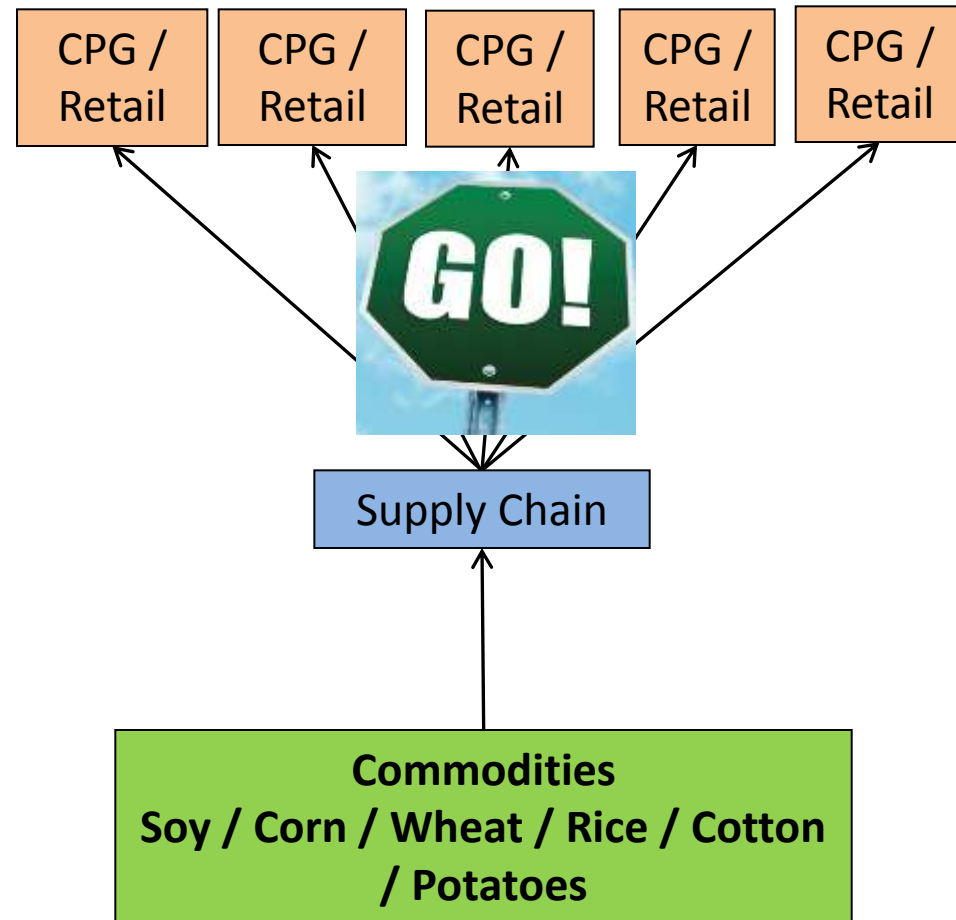 CPG /
Retail
CPG /
Retail
CPG /
Retail
CPG /
Retail
CPG /
Retail
GO!
Supply Chain
Commodities
Soy / Corn / Wheat / Rice / Cotton
/ Potatoes